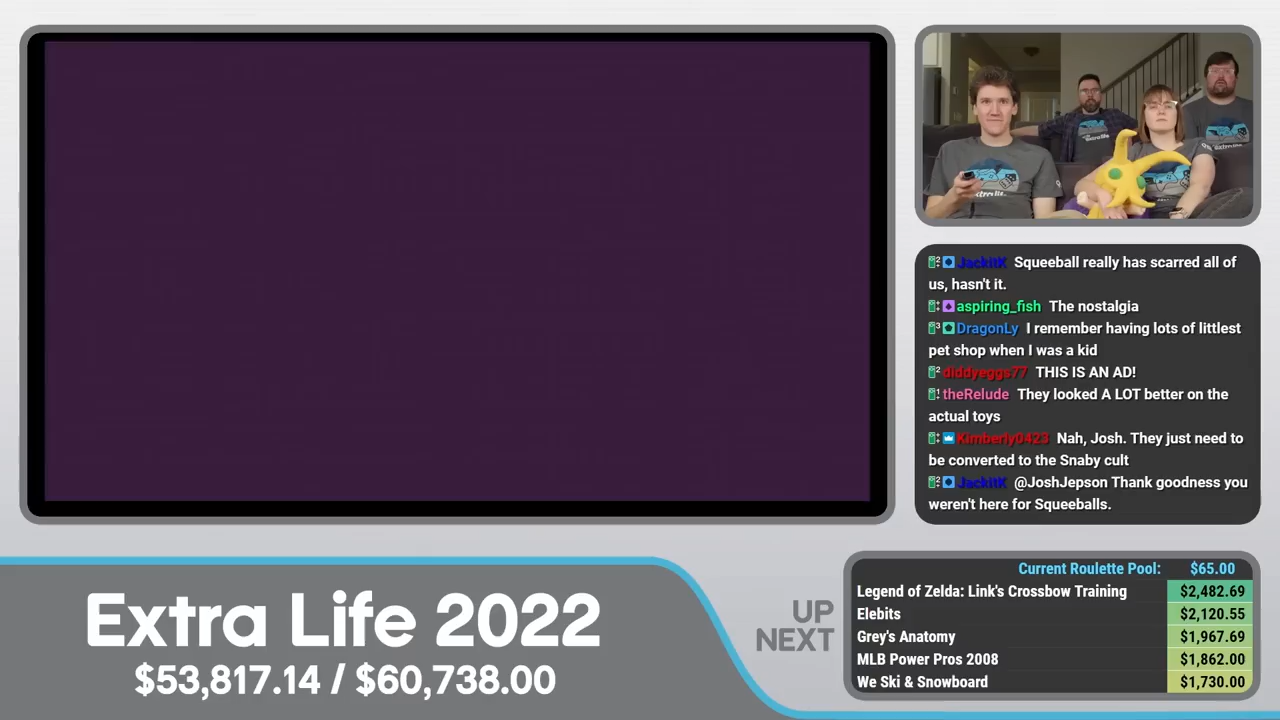 JackitK Squeeball really has scarred all of
us, hasn't it.
aspiring_fish The nostalgia
DragonLy I remember having lots of littlest
pet shop when I was a kid
diddyeggs77 THIS IS AN AD!
theRelude They looked A LOT better on the
actual toys
Kimberly0423 Nah, Josh. They just need to
be converted to the Snaby cult
JackitK @JoshJepson Thank goodness you
weren't here for Squeeballs.
Extra Life 2022
$53,817.14 / $60,738.00
UP
NEXT
Current Roulette Pool: $65.00
Legend of Zelda: Link's Crossbow Training $2,482.69
Elebits $2,120.55
Grey's Anatomy $1,967.69
MLB Power Pros 2008 $1,862.00
We Ski & Snowboard $1,730.00